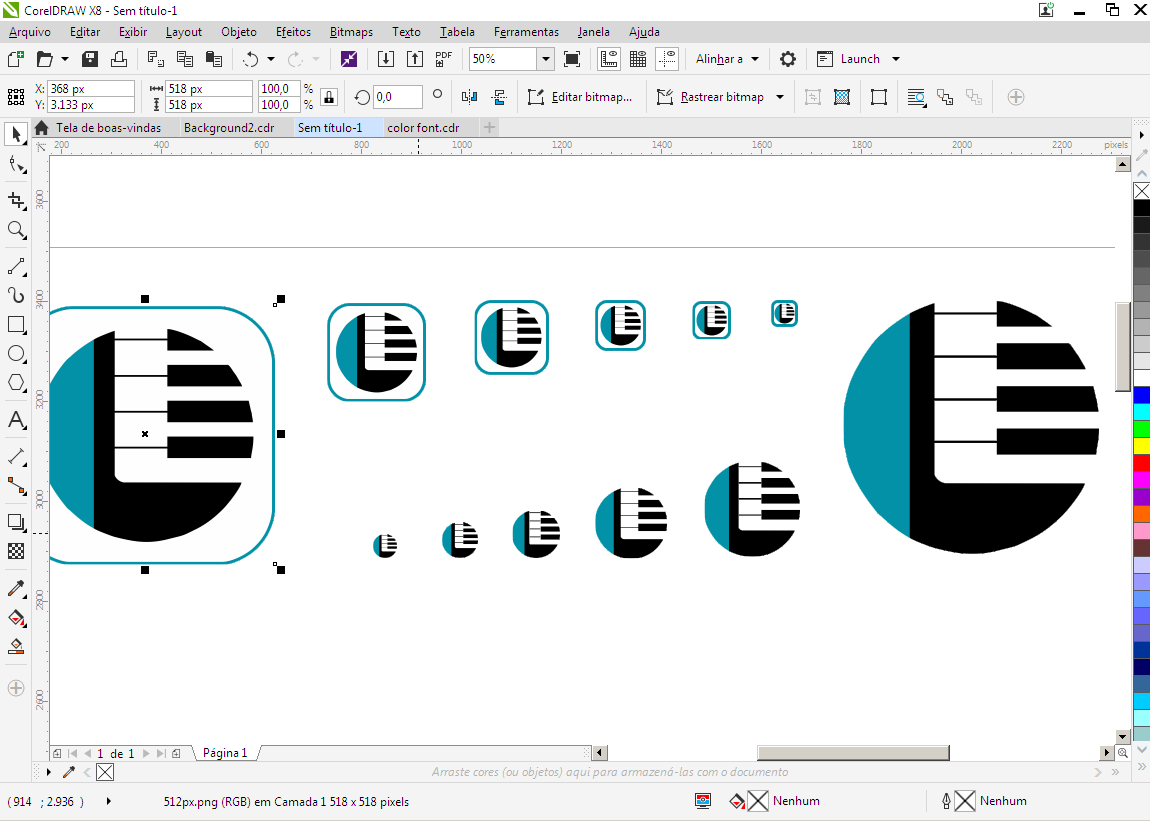 CorelDRAW X8 - Sem título-1
Arquivo Editar Exibir Layout Objeto Efeitos Bitmaps Texto Tabela Ferramentas Janela Ajuda
PDF 50% Alinhar a Launch
X: 368 px 518 px 100,0 % 0,0 Editar bitmap... Rastrear bitmap
Y: 3.133 px 518 px 100,0 %
Tela de boas-vindas Background2.cdr Sem título-1 color font.cdr
200 400 600 800 1000 1200 1400 1600 1800 2000 2200 pixels
3600
3400
3200
3000
2800
2600
1 de 1 Página 1
Arraste cores (ou objetos) aqui para armazená-las com o documento
( 914 ; 2.936 ) 512px.png (RGB) em Camada 1 518 x 518 pixels Nenhum Nenhum